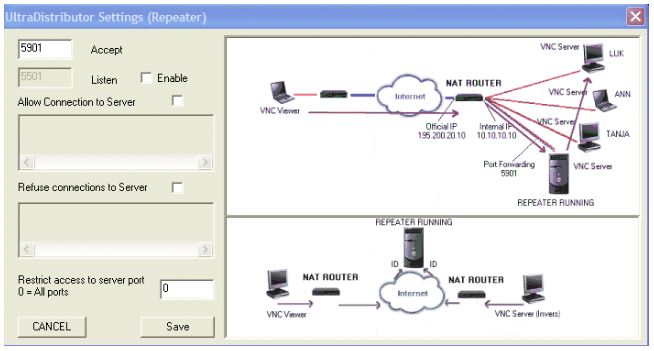 UltraDistributor Settings (Repeater)
5901
Accept
5501
Listen
Enable
Allow Connection to Server
Refuse connections to Server
Restrict access to server port
0 = All ports
0
CANCEL
Save
VNC Server
LUK
NAT ROUTER
Internet
VNC Server
ANN
VNC Viewer
VNC Server
Official IP
195.200.20.10
Internal IP
10.10.10.10
TANJA
Port Forwarding
5901
VNC Server
REPEATER RUNNING
REPEATER RUNNING
ID
ID
NAT ROUTER
NAT ROUTER
Internet
VNC Viewer
VNC Server (Invers)